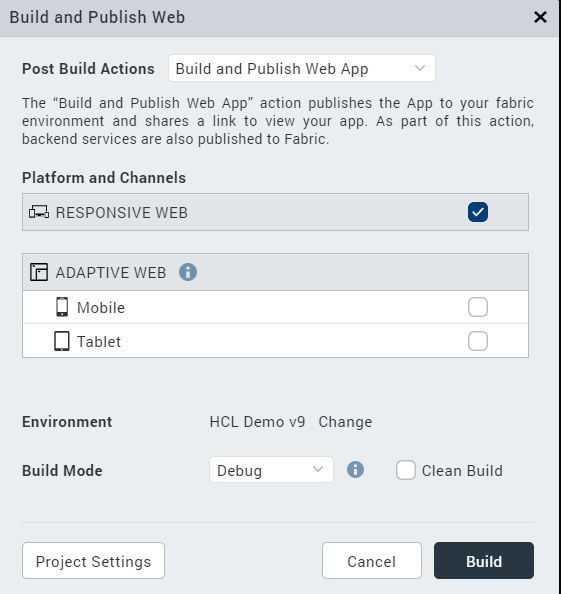 Build and Publish Web
Post Build Actions Build and Publish Web App
The “Build and Publish Web App” action publishes the App to your fabric
environment and shares a link to view your app. As part of this action,
backend services are also published to Fabric.
Platform and Channels
RESPONSIVE WEB
ADAPTIVE WEB
Mobile
Tablet
Environment HCL Demo v9 Change
Build Mode Debug Clean Build
Project Settings Cancel Build